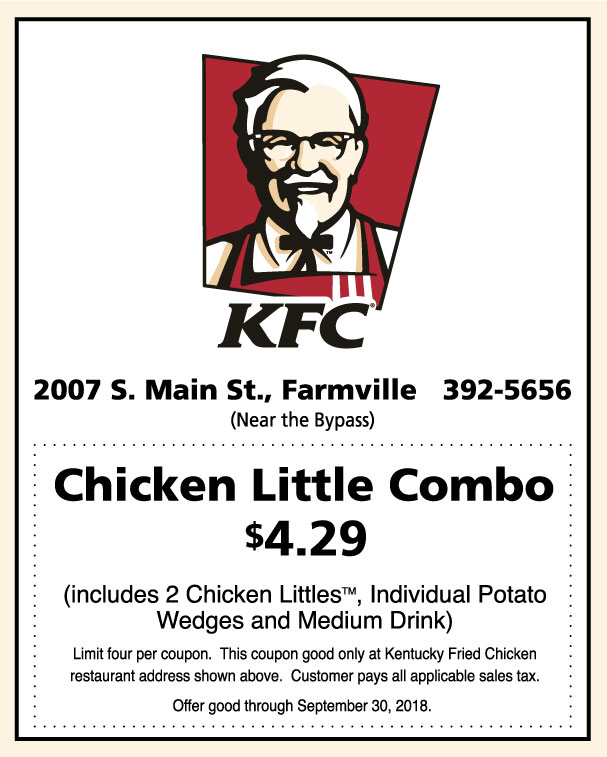 ™
KFC®
2007 S. Main St., Farmville 392-5656
(Near the Bypass)
Chicken Little Combo
$4.29
(includes 2 Chicken Littles™, Individual Potato
Wedges and Medium Drink)
Limit four per coupon. This coupon good only at Kentucky Fried Chicken
restaurant address shown above. Customer pays all applicable sales tax.
Offer good through September 30, 2018.